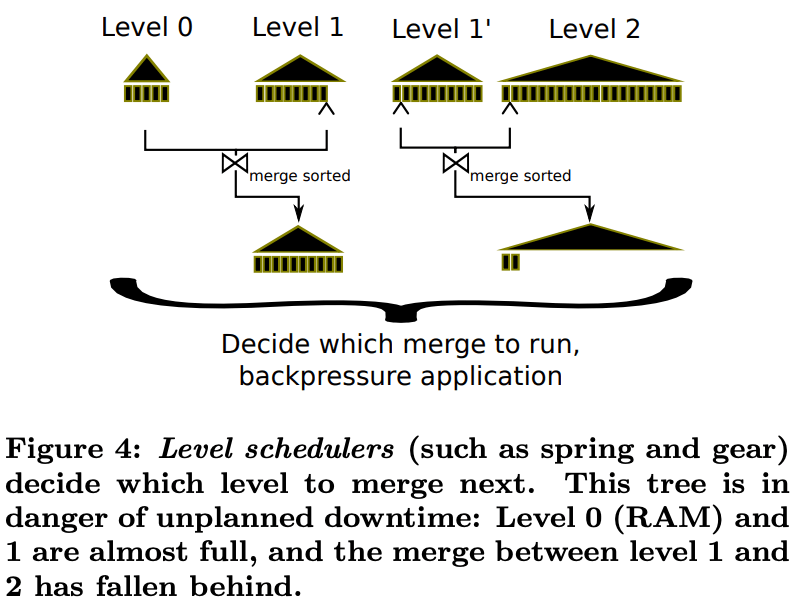 Level 0 Level 1 Level 1' Level 2
merge sorted merge sorted
Decide which merge to run,
backpressure application
Figure 4: Level schedulers (such as spring and gear)
decide which level to merge next. This tree is in
danger of unplanned downtime: Level 0 (RAM) and
1 are almost full, and the merge between level 1 and
2 has fallen behind.